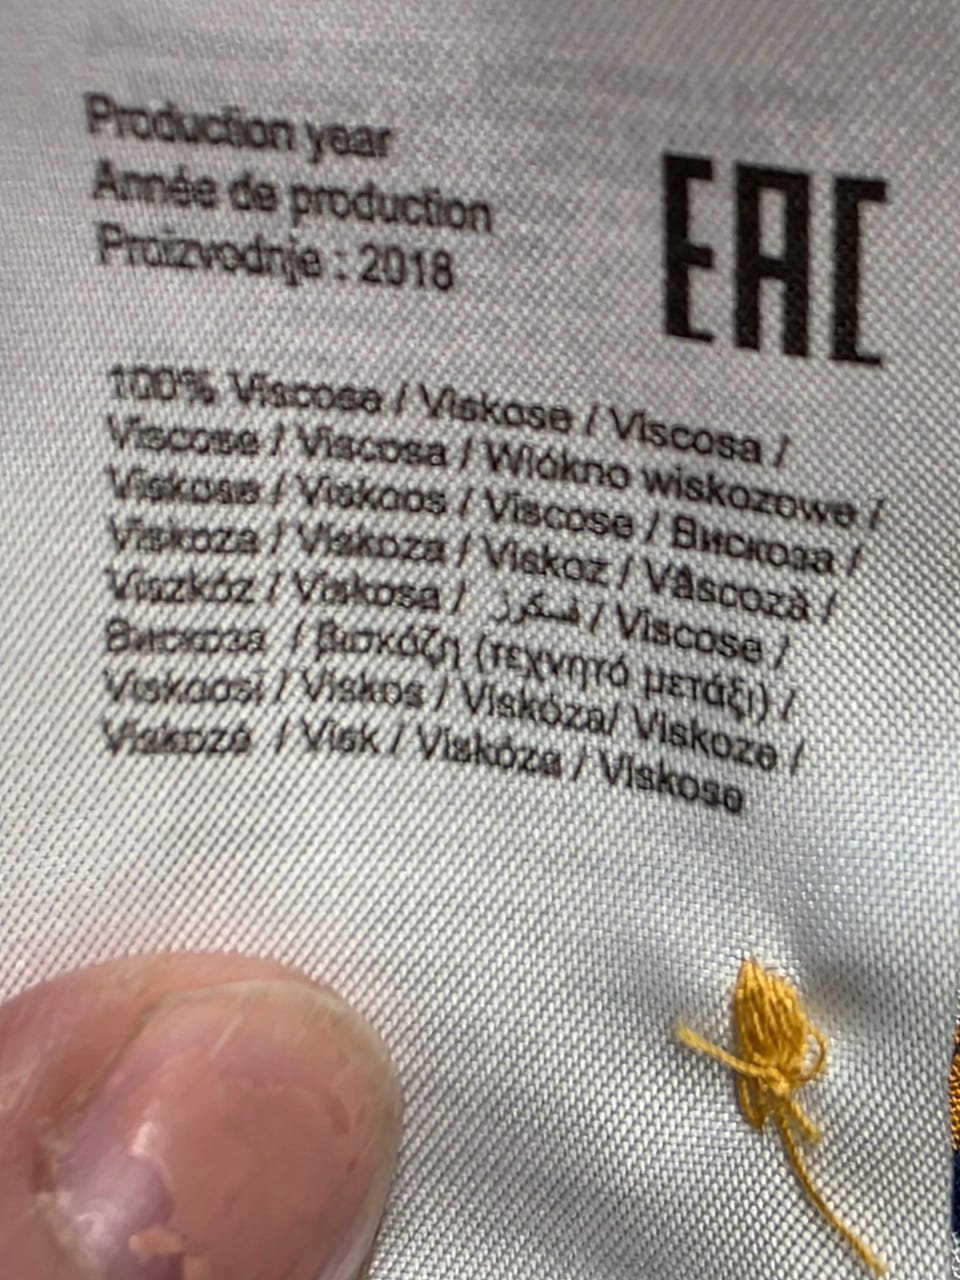 Production year
Année de production
Proizvodnje : 2018
EAC
100% Viscose / Viskose / Viscosa /
Viscose / Viscosa / Włókno wiskozowe /
Viskose / Viskoos / Viscose / Вискоза /
Viskoza / Viskoza / Viskoz / Vâscoză /
Viszkóz / Viskosa / فسكوز / Viscose /
Вискоза / βισκόζη (τεχνητό μετάξι) /
Viskoosi / Viskos / Viskóza/ Viskoze /
Viskozė / Visk / Viskóza / Viskose